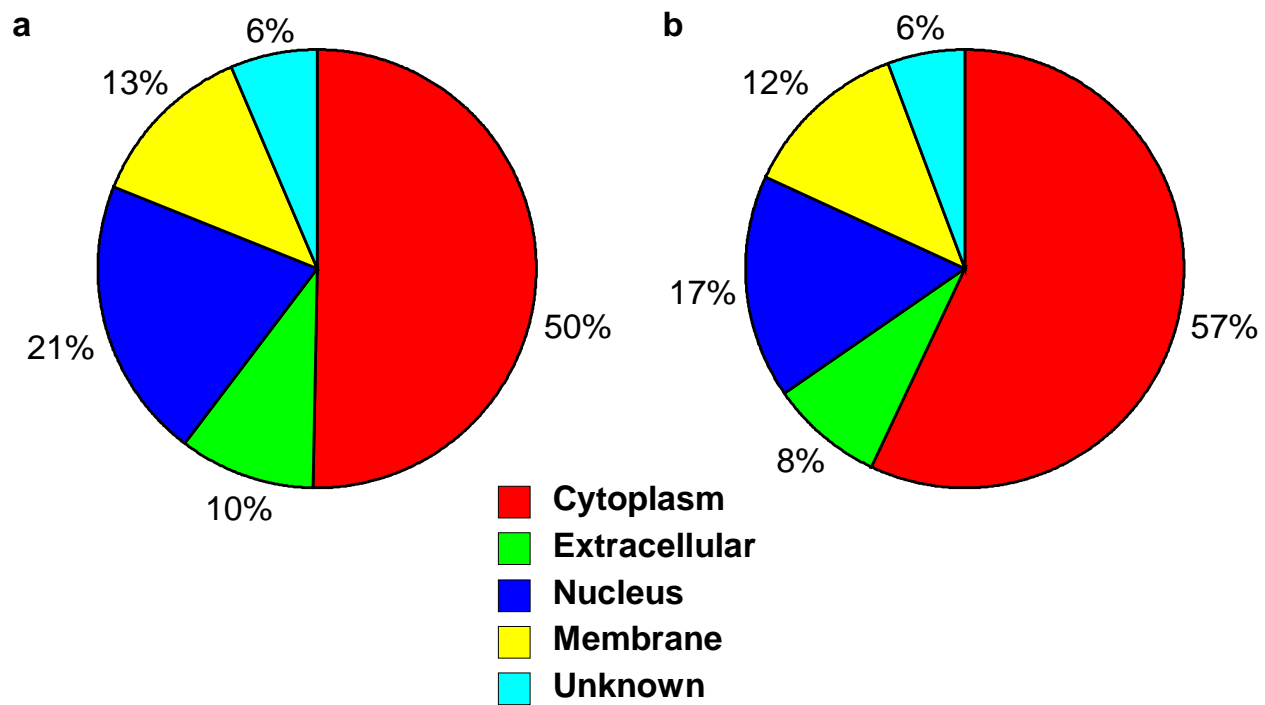 a
6%
13%
50%
21%
10%
b
6%
12%
57%
17%
8%
Cytoplasm
Extracellular
Nucleus
Membrane
Unknown